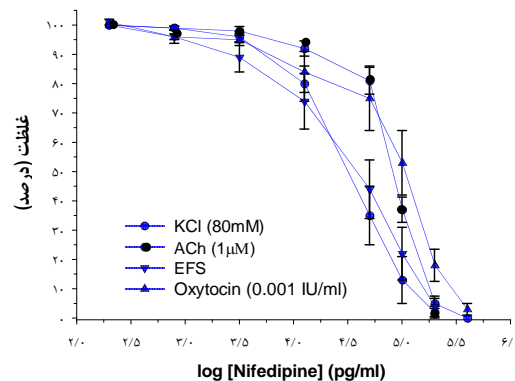 غلظت (درصد)
۱۰۰
۹۰
۸۰
۷۰
۶۰
۵۰
۴۰
۳۰
۲۰
۱۰
۰
KCl (80mM)
ACh (1μM)
EFS
Oxytocin (0.001 IU/ml)
۲/۰ ۲/۵ ۳/۰ ۳/۵ ۴/۰ ۴/۵ ۵/۰ ۵/۵ ۶/۰
log [Nifedipine] (pg/ml)